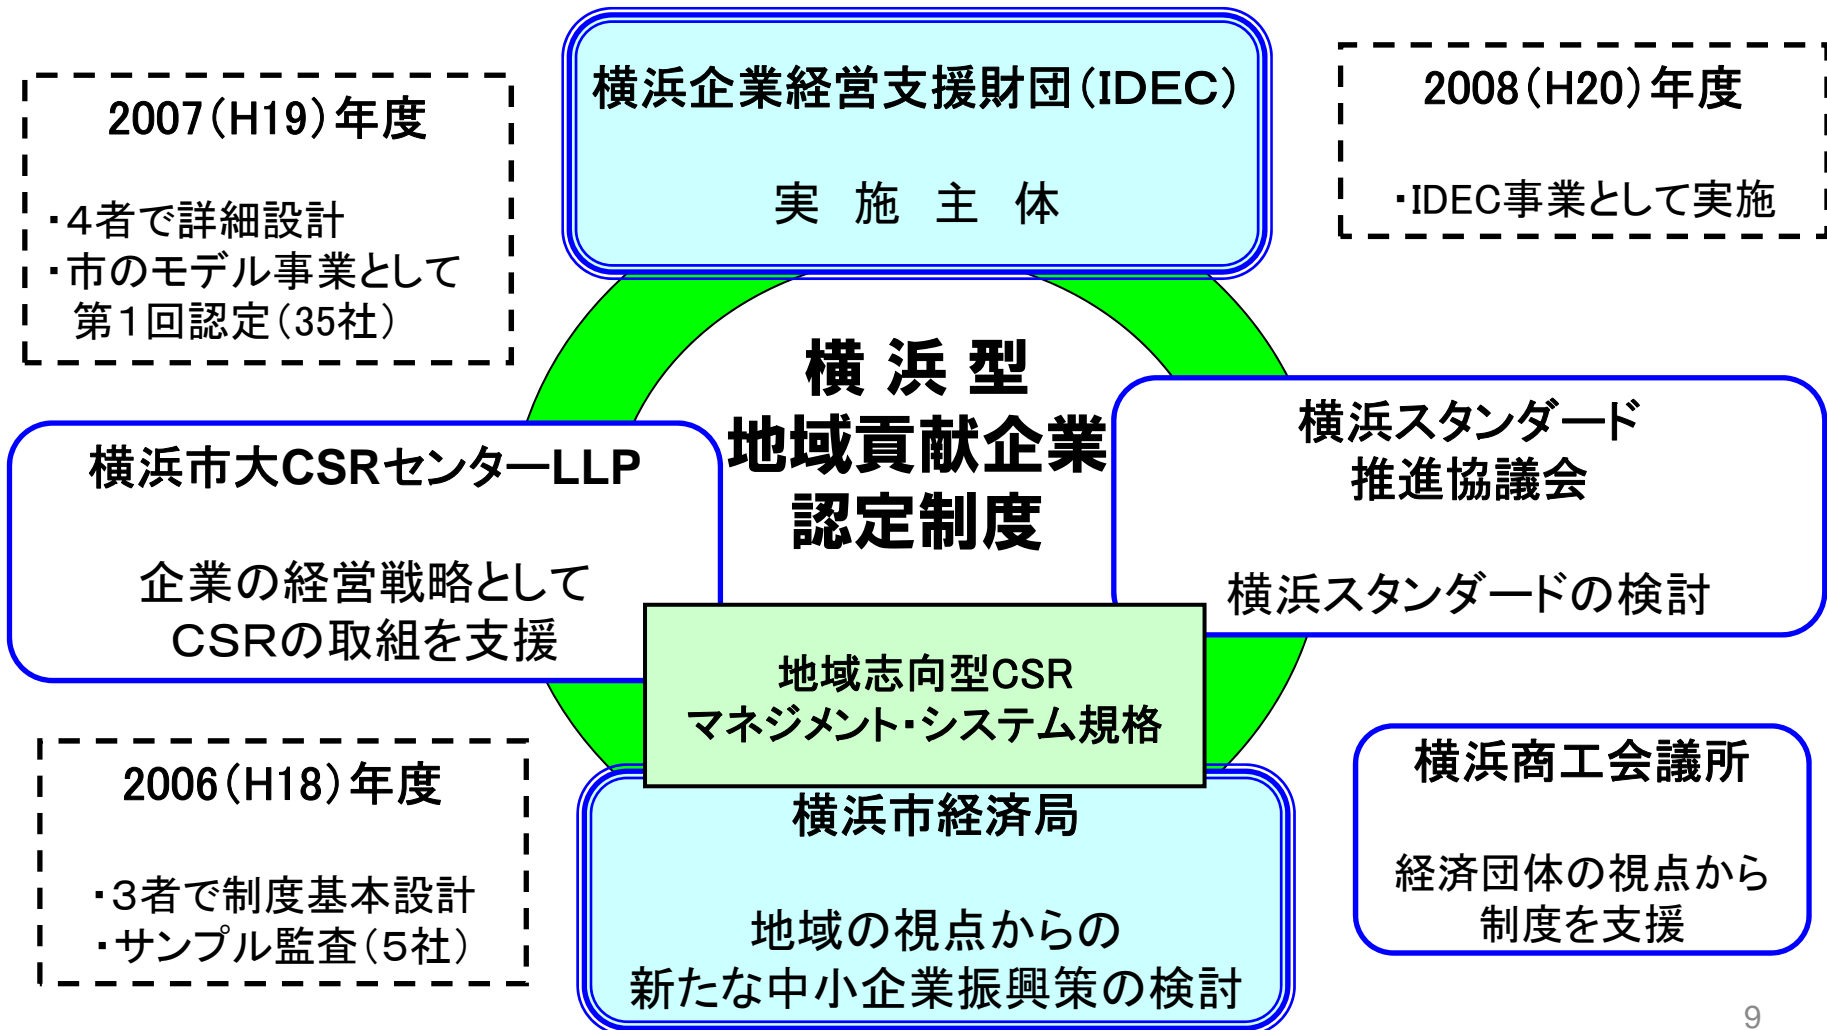 横浜企業経営支援財団(IDEC)
実　施　主　体
2007(H19)年度
・4者で詳細設計
・市のモデル事業として
第1回認定(35社)
2008(H20)年度
・IDEC事業として実施
横 浜 型
地域貢献企業
認定制度
横浜市大CSRセンターLLP
企業の経営戦略として
CSRの取組を支援
横浜スタンダード
推進協議会
横浜スタンダードの検討
地域志向型CSR
マネジメント・システム規格
2006(H18)年度
・3者で制度基本設計
・サンプル監査(5社)
横浜市経済局
地域の視点からの
新たな中小企業振興策の検討
横浜商工会議所
経済団体の視点から
制度を支援
9